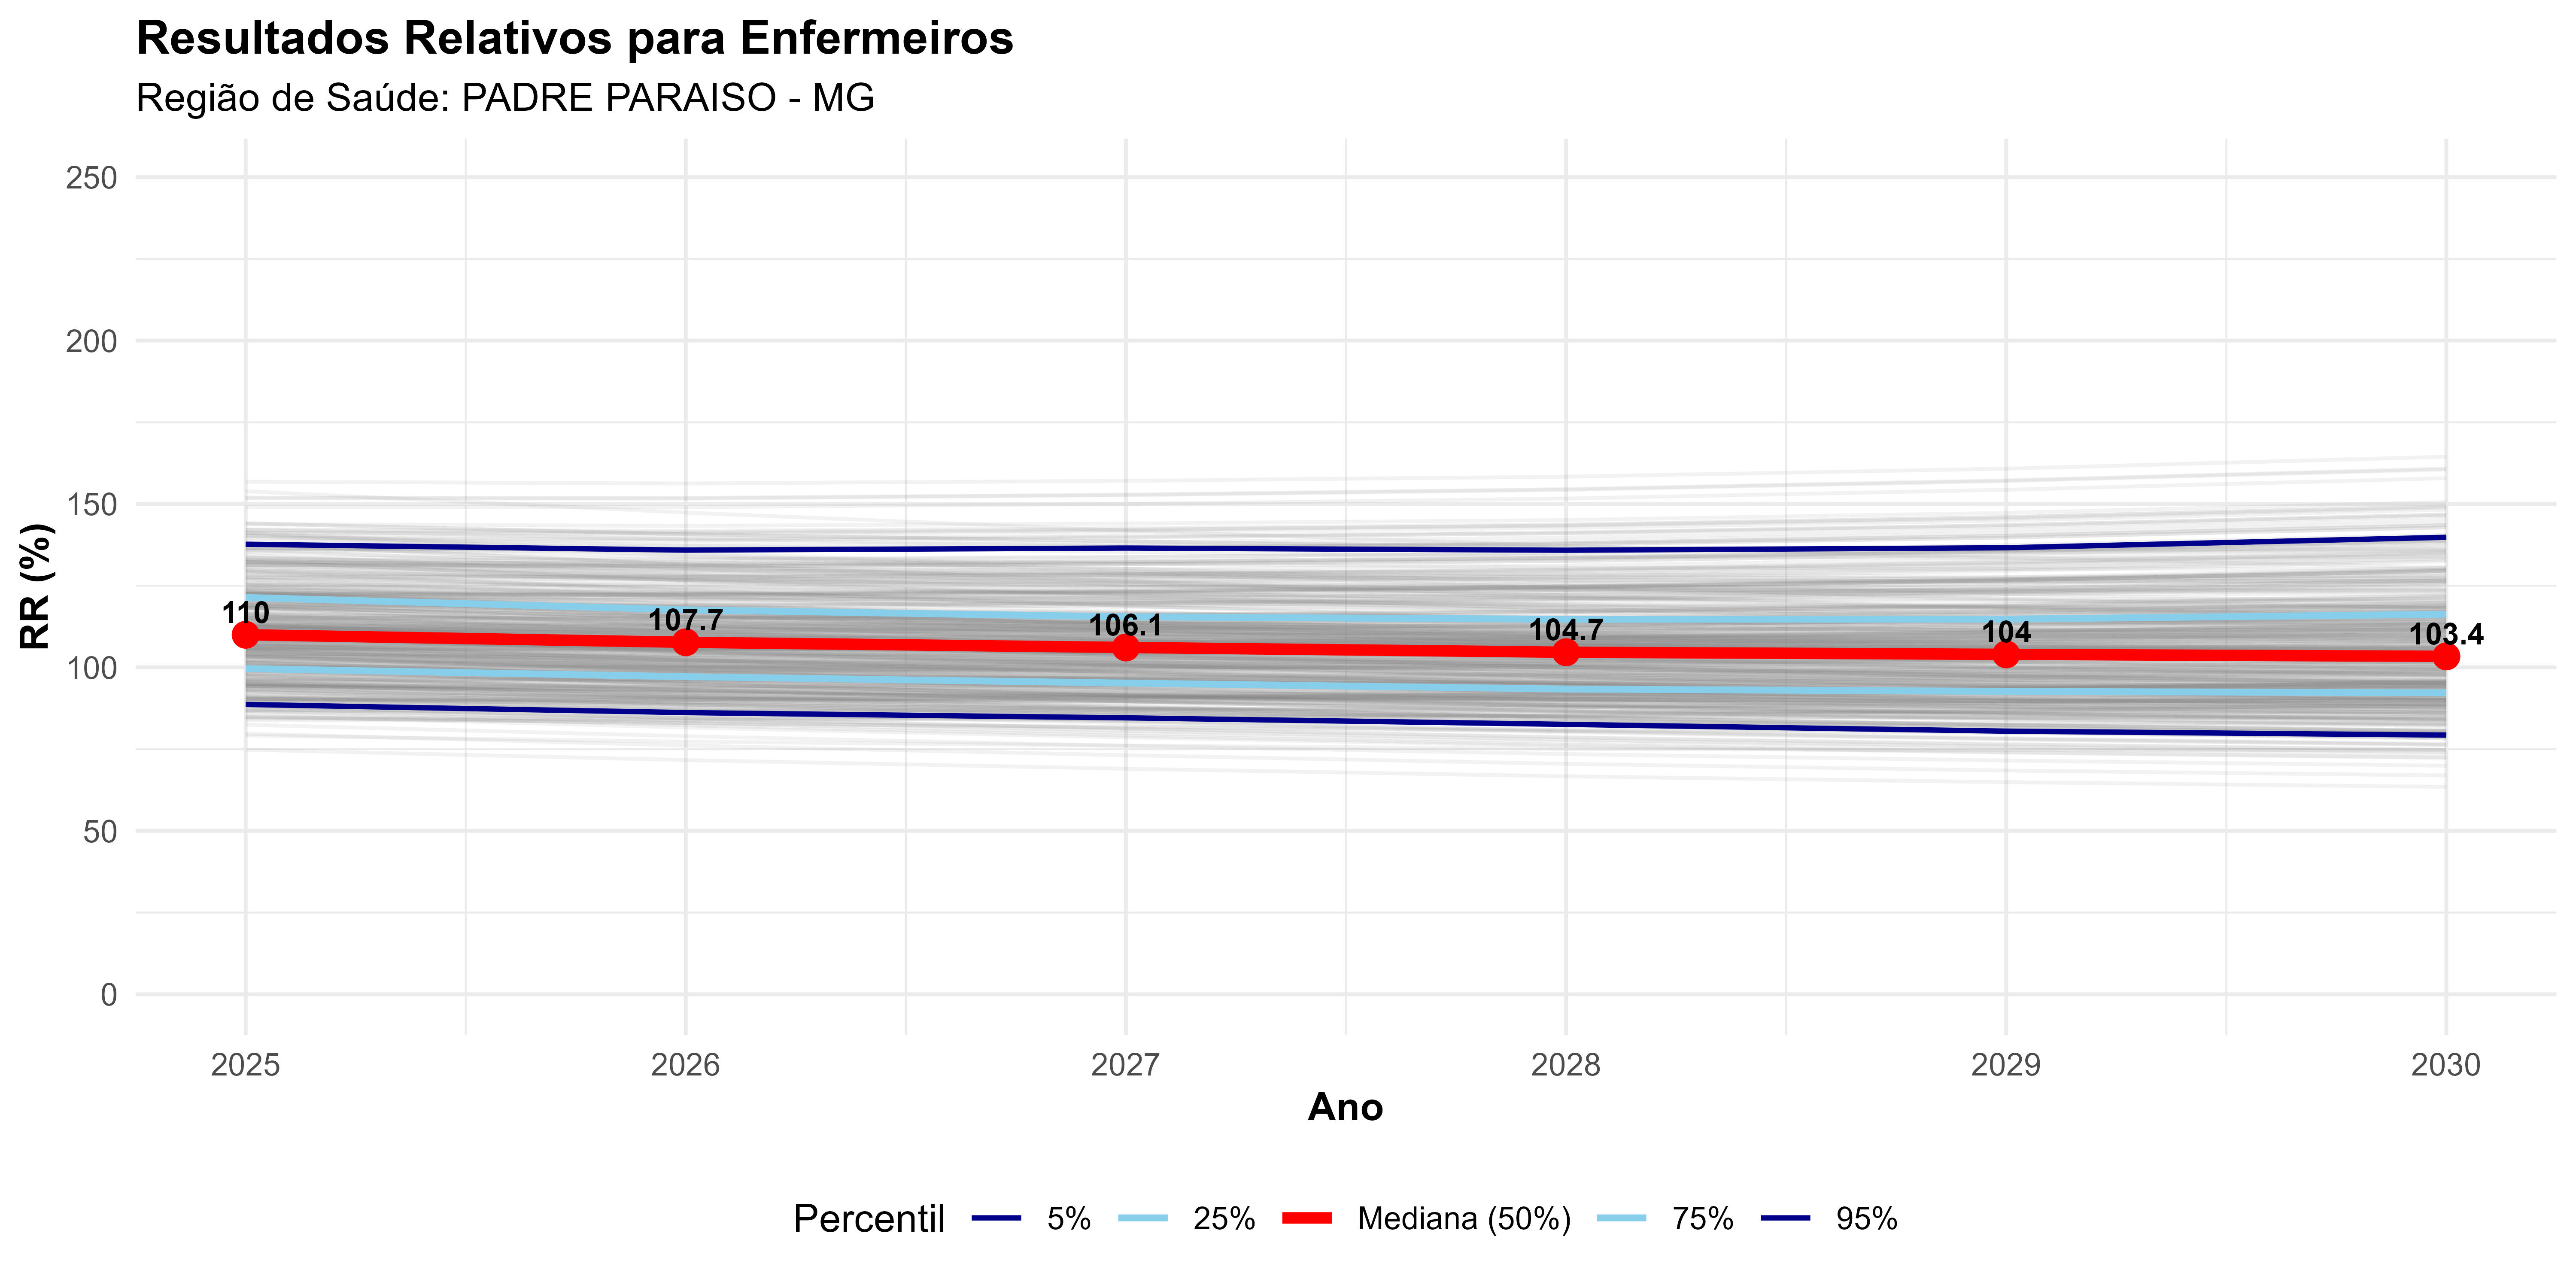 Resultados Relativos para Enfermeiros
Região de Saúde: PADRE PARAISO - MG
RR (%)
250
200
150
100
50
0
110
107.7
106.1
104.7
104
103.4
2025 2026 2027 2028 2029 2030
Ano
Percentil 5% 25% Mediana (50%) 75% 95%